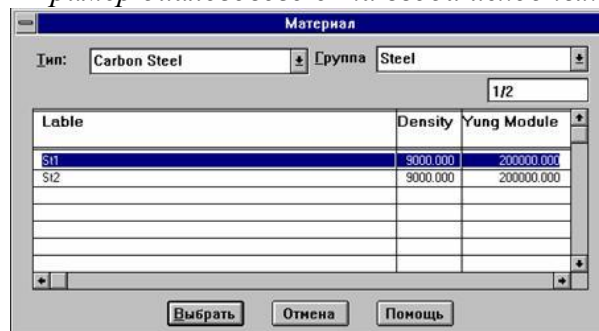 Материал
Тип: Carbon Steel Группа Steel
1/2
Lable Density Yung Module
St1 9000.000 200000.000
St2 9000.000 200000.000
Выбрать Отмена Помощь